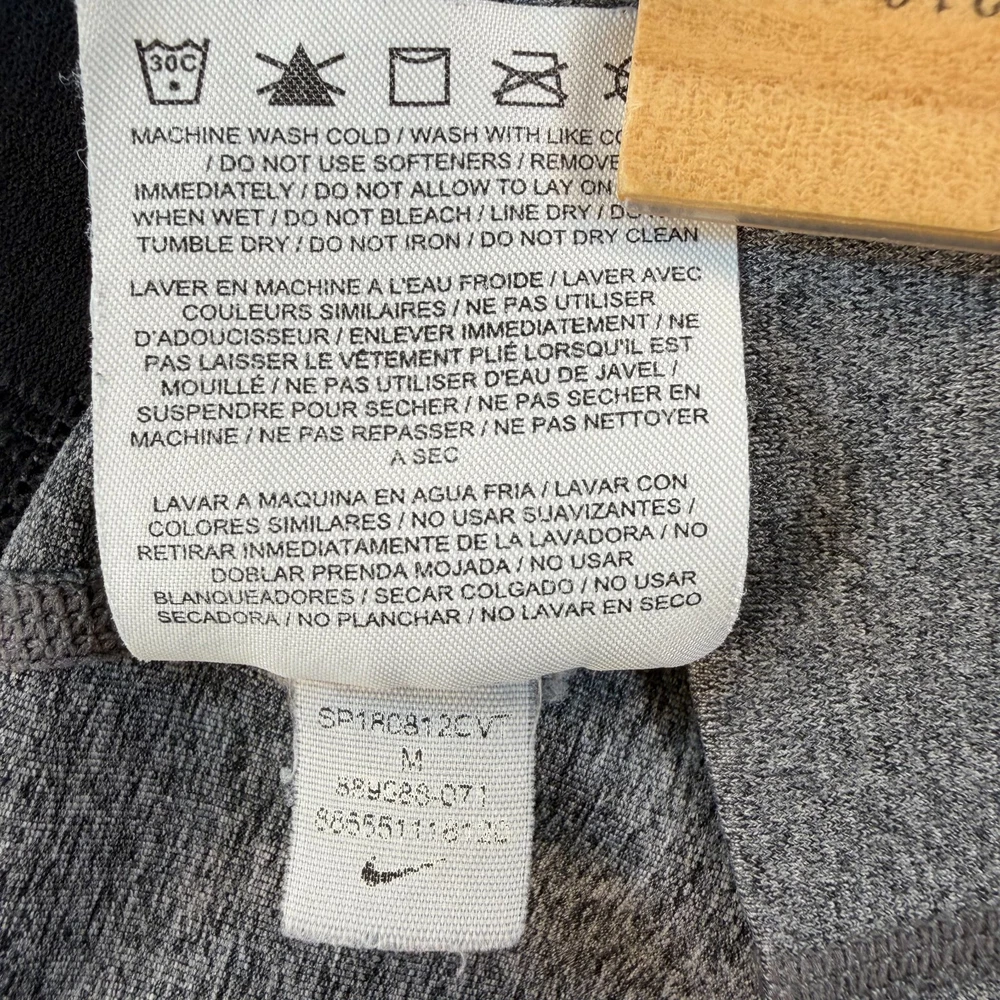 30C
MACHINE WASH COLD / WASH WITH LIKE
/ DO NOT USE SOFTENERS / REMOVE
IMMEDIATELY / DO NOT ALLOW TO LAY ON
WHEN WET / DO NOT BLEACH / LINE DRY /
TUMBLE DRY / DO NOT IRON / DO NOT DRY CLEAN
LAVER EN MACHINE A L'EAU FROIDE / LAVER AVEC
COULEURS SIMILAIRES / NE PAS UTILISER
D'ADOUCISSEUR / ENLEVER IMMEDIATEMENT / NE
PAS LAISSER LE VÊTEMENT PLIÉ LORSQU'IL EST
MOUILLÉ / NE PAS UTILISER D'EAU DE JAVEL /
SUSPENDRE POUR SECHER / NE PAS SECHER EN
MACHINE / NE PAS REPASSER / NE PAS NETTOYER
A SEC
LAVAR A MAQUINA EN AGUA FRIA / LAVAR CON
COLORES SIMILARES / NO USAR SUAVIZANTES /
RETIRAR INMEDIATAMENTE DE LA LAVADORA / NO
DOBLAR PRENDA MOJADA / NO USAR
BLANQUEADORES / SECAR COLGADO / NO USAR
SECADORA / NO PLANCHAR / NO LAVAR EN SECO
M